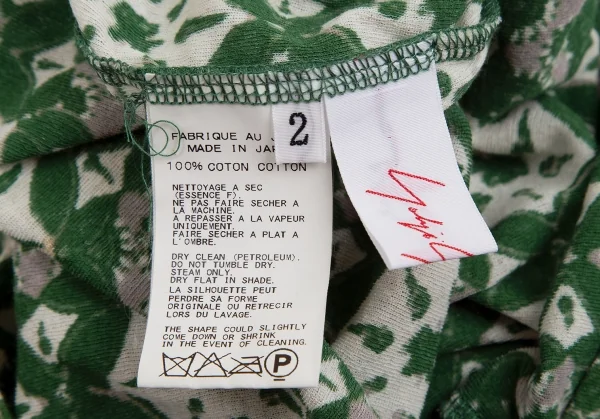 FABRIQUE AU
MADE IN
2
100% COTON COTTON
NETTOYAGE A SEC
(ESSENCE F).
NE PAS FAIRE SECHER A
LA MACHINE.
A REPASSER A LA VAPEUR
UNIQUEMENT.
FAIRE SECHER A PLAT A
L'OMBRE.
DRY CLEAN (PETROLEUM).
DO NOT TUMBLE DRY.
STEAM ONLY.
DRY FLAT IN SHADE.
LA SILHOUETTE PEUT
PERDRE SA FORME
ORIGINALE OU RETRECIR
LORS DU LAVAGE.
THE SHAPE COULD SLIGHTLY
COME DOWN OR SHRINK
IN THE EVENT OF CLEANING.
P